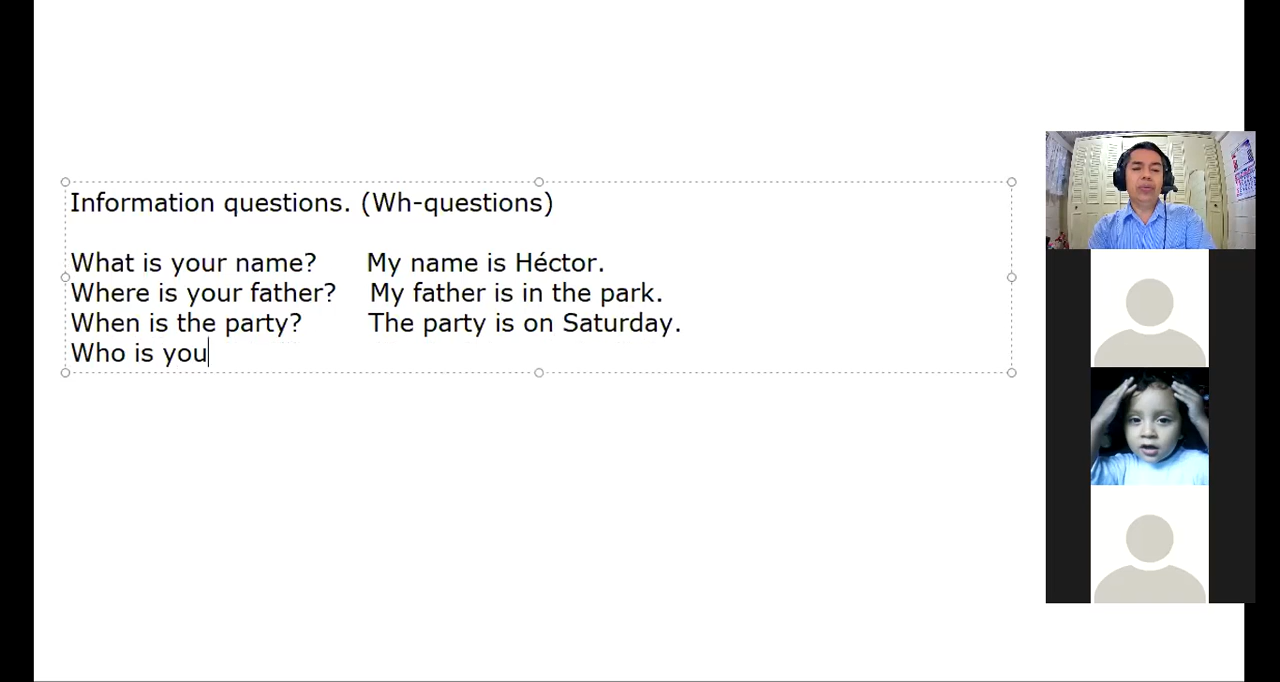 Information questions. (Wh-questions)
What is your name? My name is Héctor.
Where is your father? My father is in the park.
When is the party? The party is on Saturday.
Who is you